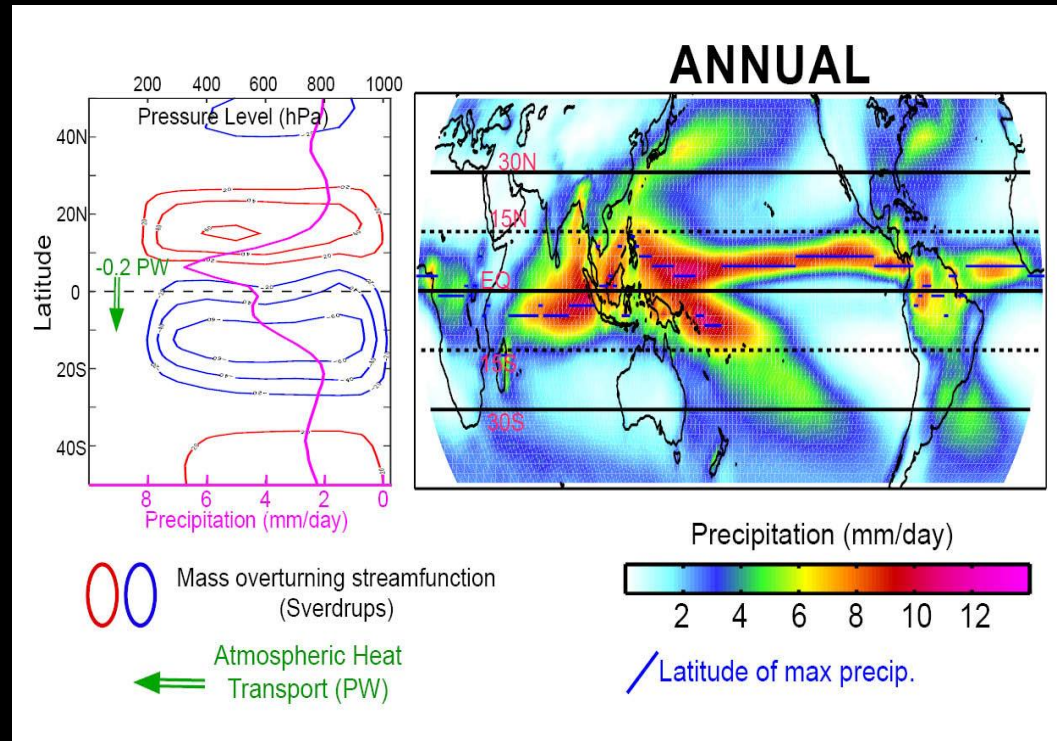 ANNUAL
200 400 600 800 1000
Pressure Level (hPa)
40N
20N
0
20S
40S
Latitude
-0.2 PW
8 6 4 2 0
Precipitation (mm/day)
30N
15N
EQ
15S
30S
Mass overturning streamfunction
(Sverdrups)
Atmospheric Heat
Transport (PW)
Precipitation (mm/day)
2 4 6 8 10 12
Latitude of max precip.